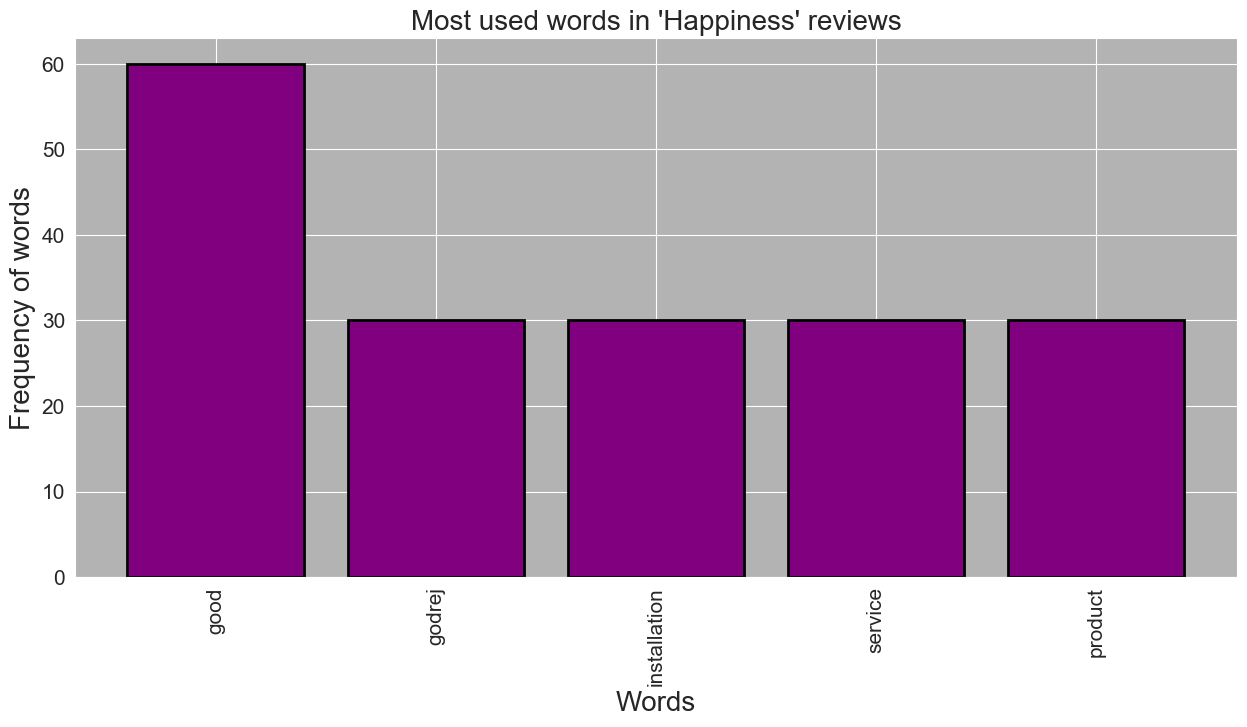 Most used words in 'Happiness' reviews
Frequency of words
60
50
40
30
20
10
0
good
godrej
installation
service
product
Words